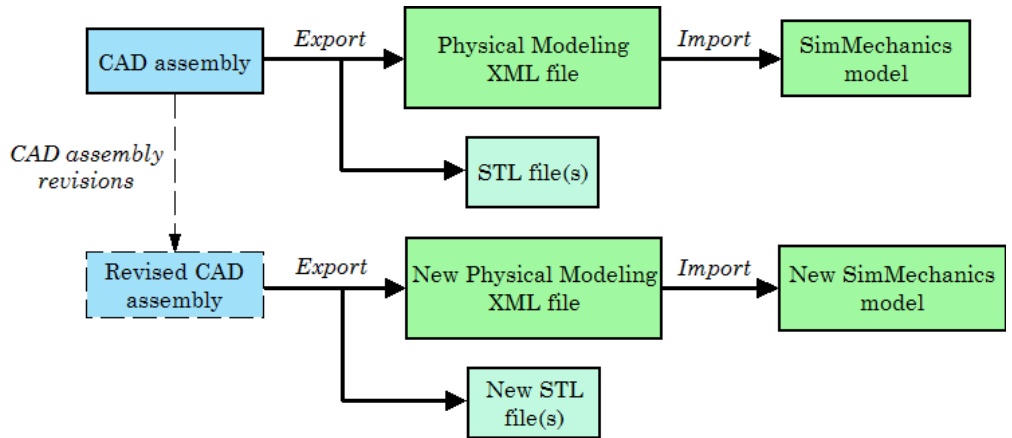 Export
Import
CAD assembly
Physical Modeling
XML file
SimMechanics
model
CAD assembly
revisions
STL file(s)
Revised CAD
assembly
Export
New Physical Modeling
XML file
Import
New SimMechanics
model
New STL
file(s)